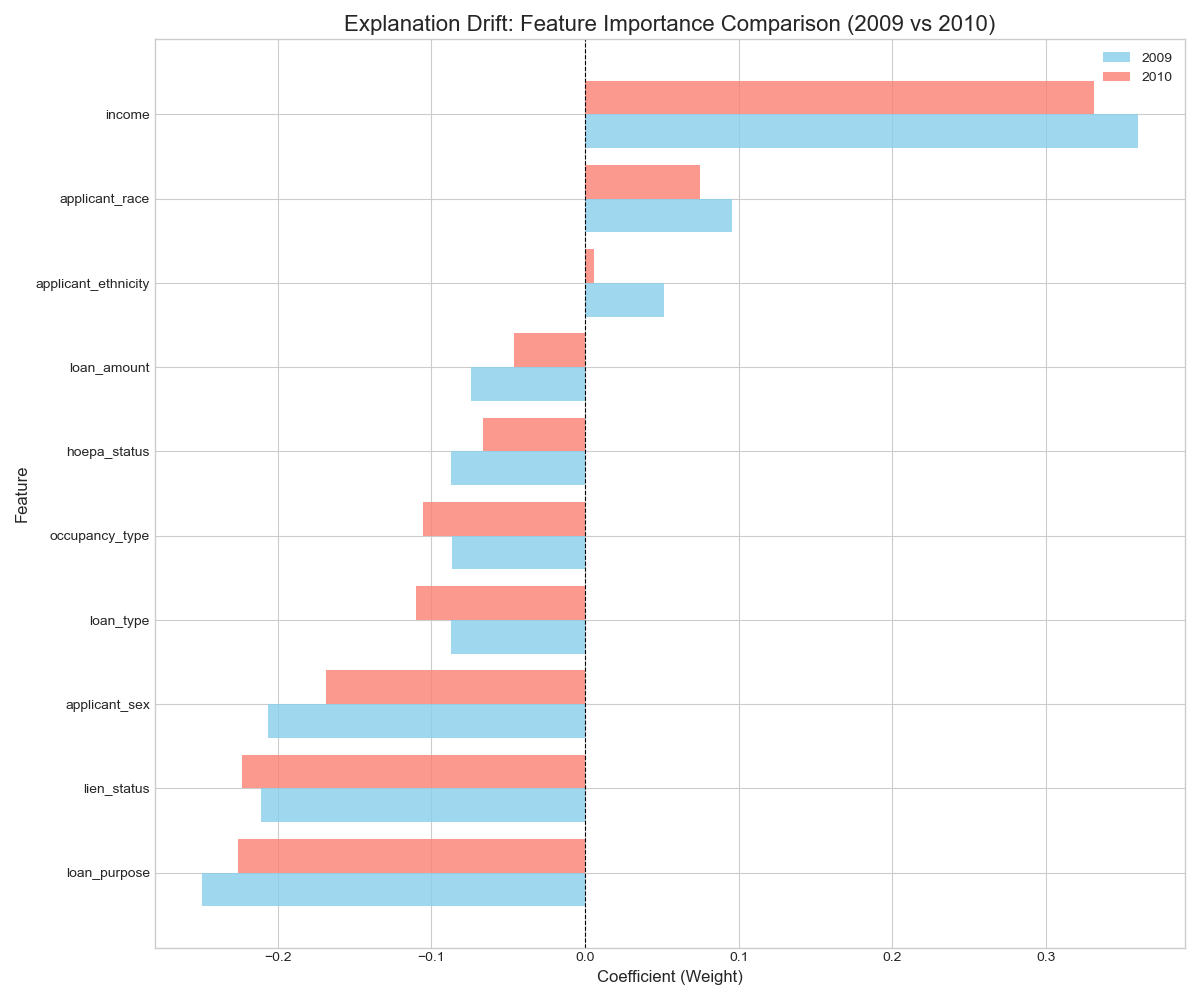 Explanation Drift: Feature Importance Comparison (2009 vs 2010)
2009
2010
income
applicant_race
applicant_ethnicity
loan_amount
hoepa_status
occupancy_type
loan_type
applicant_sex
lien_status
loan_purpose
Feature
−0.2 −0.1 0.0 0.1 0.2 0.3
Coefficient (Weight)